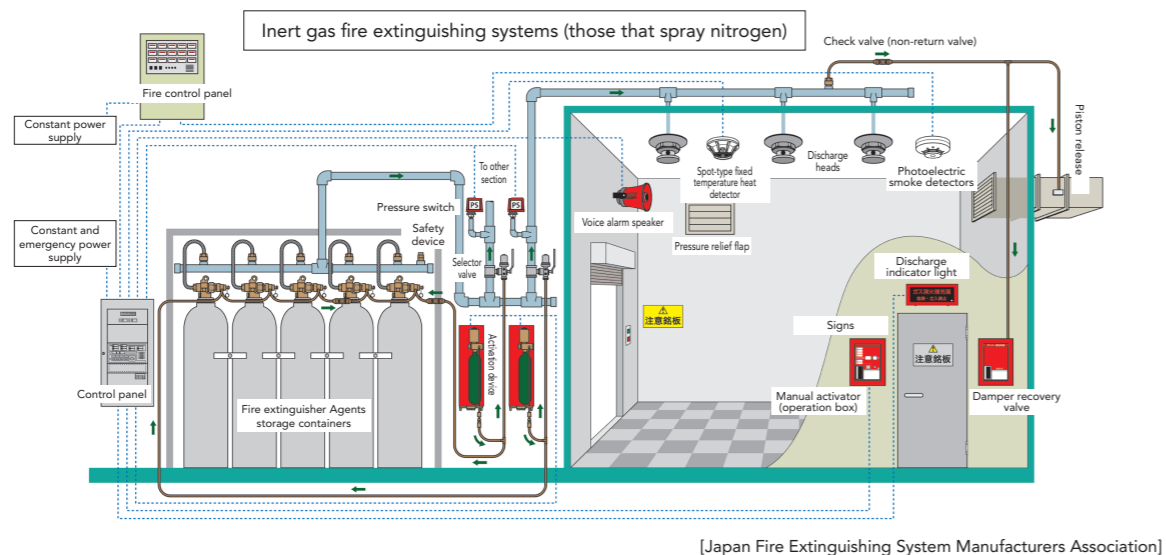 Inert gas fire extinguishing systems (those that spray nitrogen)
Check valve (non-return valve)
Fire control panel
Constant power
supply
Piston release
To other
section
PS
PS
Spot-type fixed
temperature heat
detector
Discharge
heads
Photoelectric
smoke detectors
Pressure switch
Voice alarm speaker
Constant and
emergency power
supply
Safety
device
Selector
valve
Pressure relief flap
Discharge
indicator light
注意銘板
Signs
注意銘板
Activation device
Control panel
Fire extinguisher Agents
storage containers
Manual activator
(operation box)
Damper recovery
valve
[Japan Fire Extinguishing System Manufacturers Association]